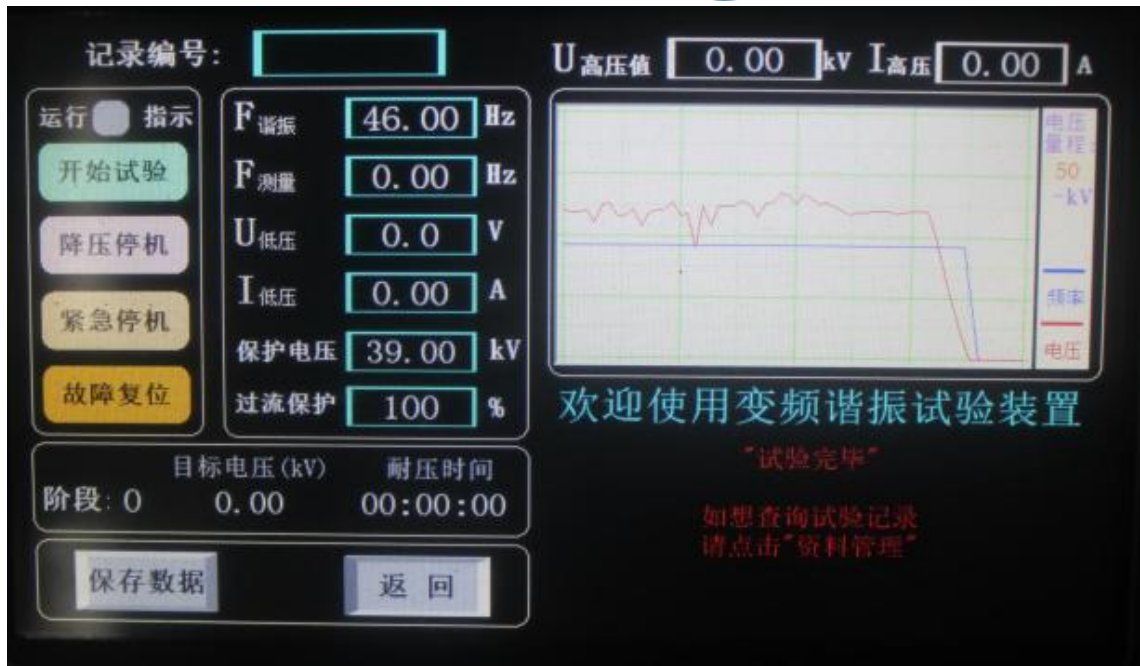 记录编号:
U高压值 0.00 kV I高压 0.00 A
运行 指示
开始试验
降压停机
紧急停机
故障复位
F谐振 46.00 Hz
F测量 0.00 Hz
U低压 0.0 V
I低压 0.00 A
保护电压 39.00 kV
过流保护 100 %
电压
量程:
50
-kV
频率
电压
目标电压(kV) 耐压时间
阶段: 0 0.00 00:00:00
保存数据 返 回
欢迎使用变频谐振试验装置
"试验完毕"
如想查询试验记录
请点击"资料管理"